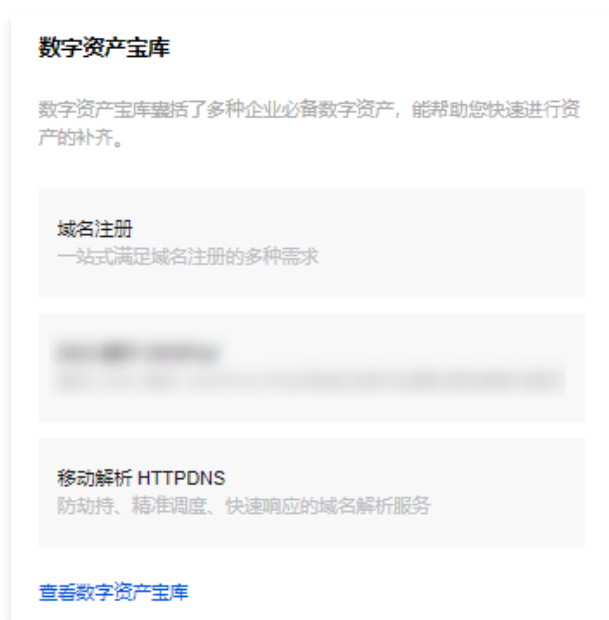 数字资产宝库
数字资产宝库囊括了多种企业必备数字资产，能帮助您快速进行资
产的补齐。
域名注册
一站式满足域名注册的多种需求
移动解析 HTTPDNS
防劫持、精准调度、快速响应的域名解析服务
查看数字资产宝库